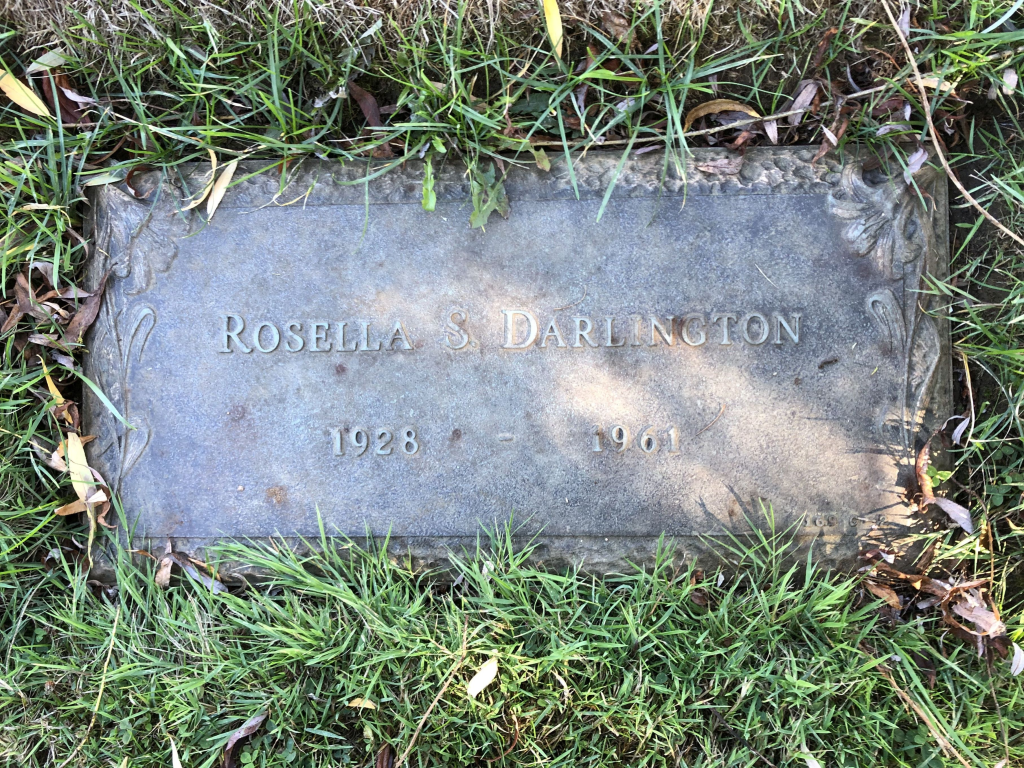 ROSELLA S. DARLINGTON
1928 - 1961